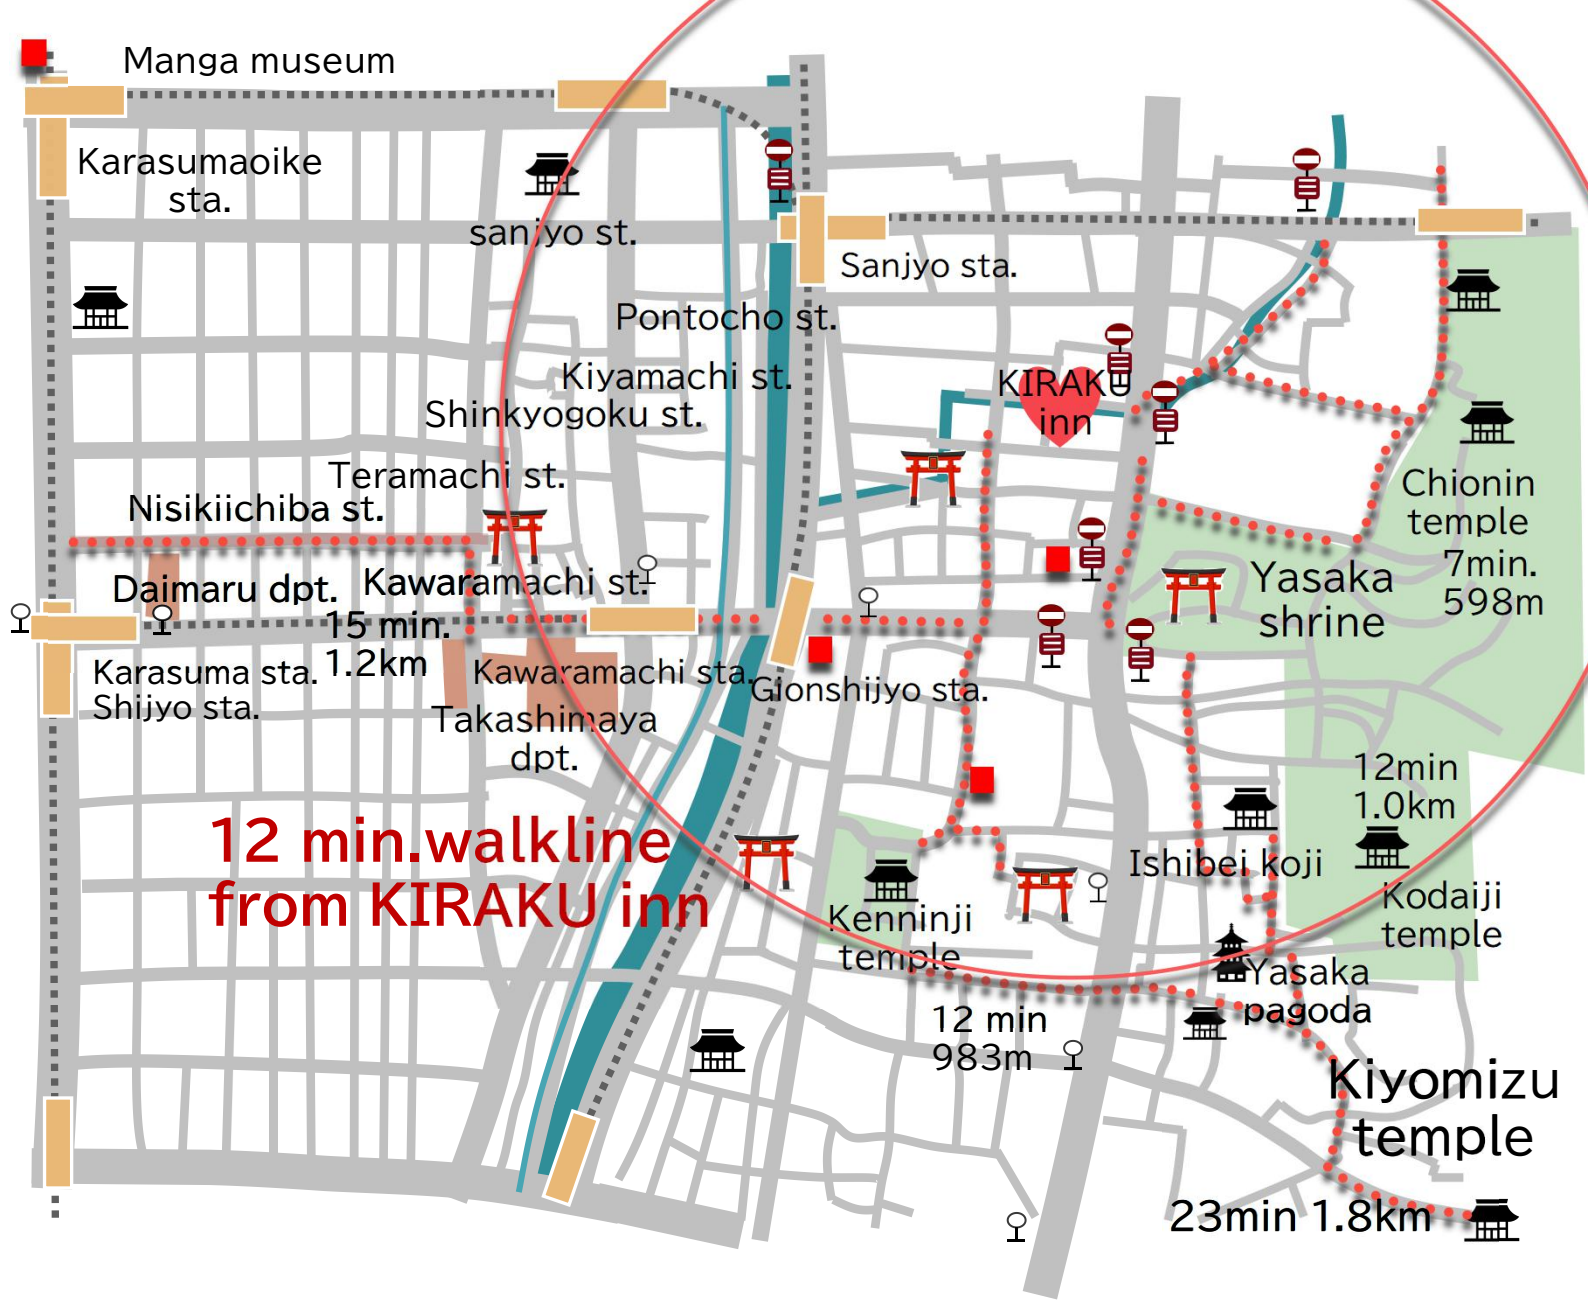 Manga museum
Karasumaoike
sta.
sanjyo st.
Sanjyo sta.
Pontocho st.
Kiyamachi st.
Shinkyogoku st.
KIRAKU
inn
Teramachi st.
Nisikiichiba st.
Chionin
temple
7min.
598m
Daimaru dpt.
Kawaramachi st.
Yasaka
shrine
15 min.
1.2km
Karasuma sta.
Shijyo sta.
Kawaramachi sta.
Gionshijyo sta.
Takashimaya
dpt.
12min
1.0km
12 min.walkline
from KIRAKU inn
Ishibei koji
Kodaiji
temple
Kenninji
temple
Yasaka
pagoda
12 min
983m
Kiyomizu
temple
23min 1.8km